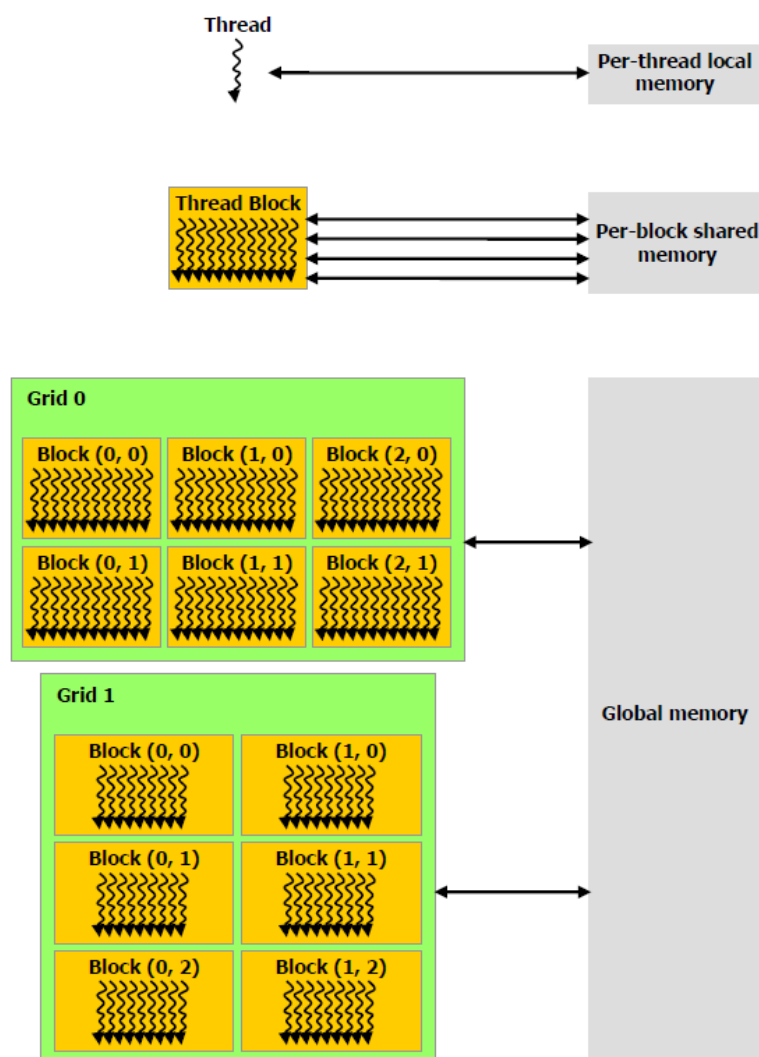 Thread
Per-thread local
memory
Thread Block
Per-block shared
memory
Grid 0
Block (0, 0) Block (1, 0) Block (2, 0)
Block (0, 1) Block (1, 1) Block (2, 1)
Grid 1
Global memory
Block (0, 0) Block (1, 0)
Block (0, 1) Block (1, 1)
Block (0, 2) Block (1, 2)